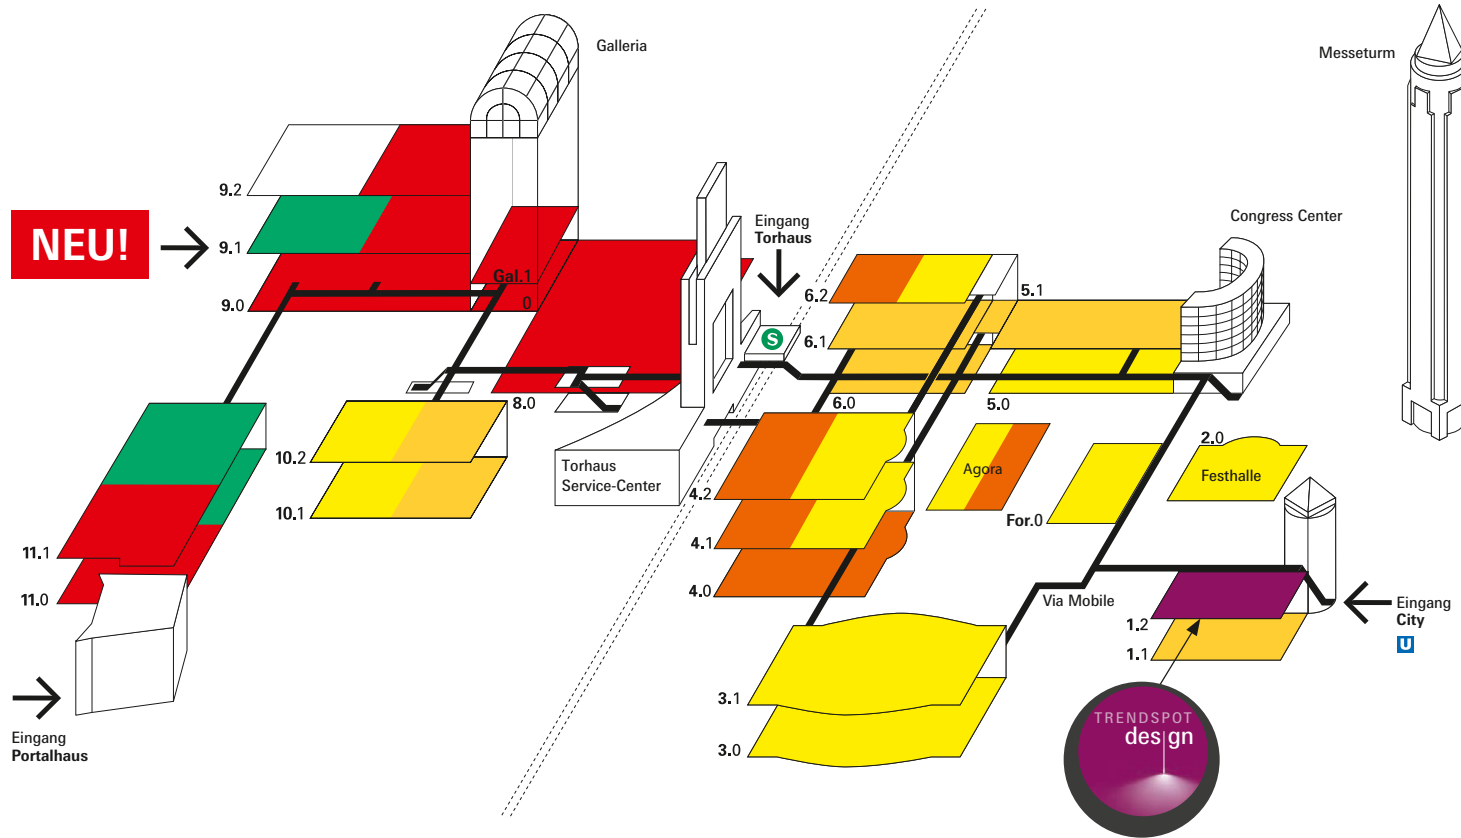 Galleria
Messeturm
9.2
NEU!
9.1
Eingang
Torhaus
Congress Center
Gal.1
0
9.0
6.2
5.1
S
6.1
8.0
6.0
5.0
10.2
Torhaus
Service-Center
Agora
2.0
Festhalle
4.2
10.1
For.0
11.1
4.1
11.0
4.0
Via Mobile
Eingang
City
U
1.2
1.1
3.1
TRENDSPOT
design
Eingang
Portalhaus
3.0